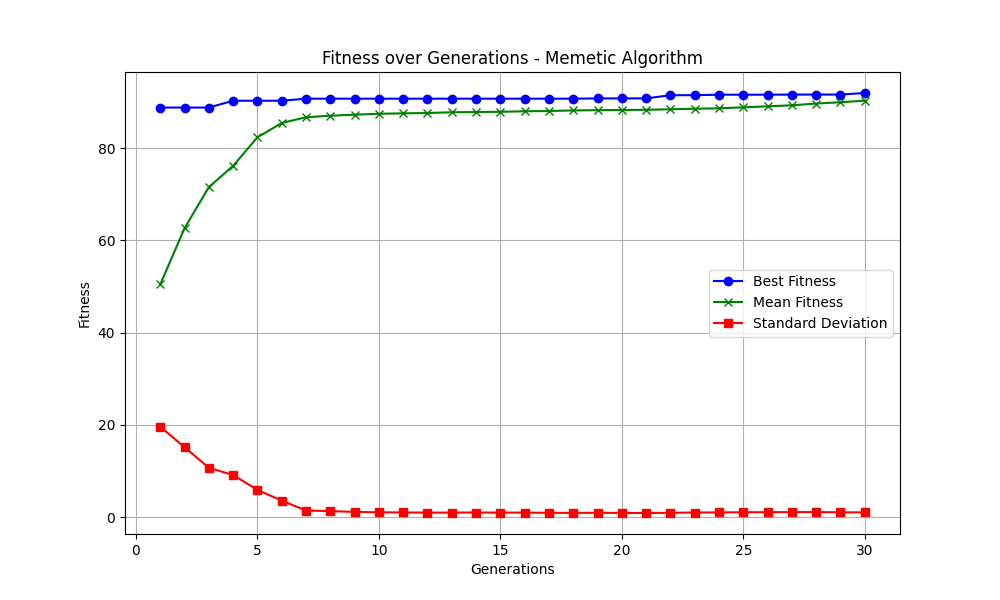 Fitness over Generations - Memetic Algorithm
80
60
40
20
0
Fitness
Best Fitness
Mean Fitness
Standard Deviation
0 5 10 15 20 25 30
Generations